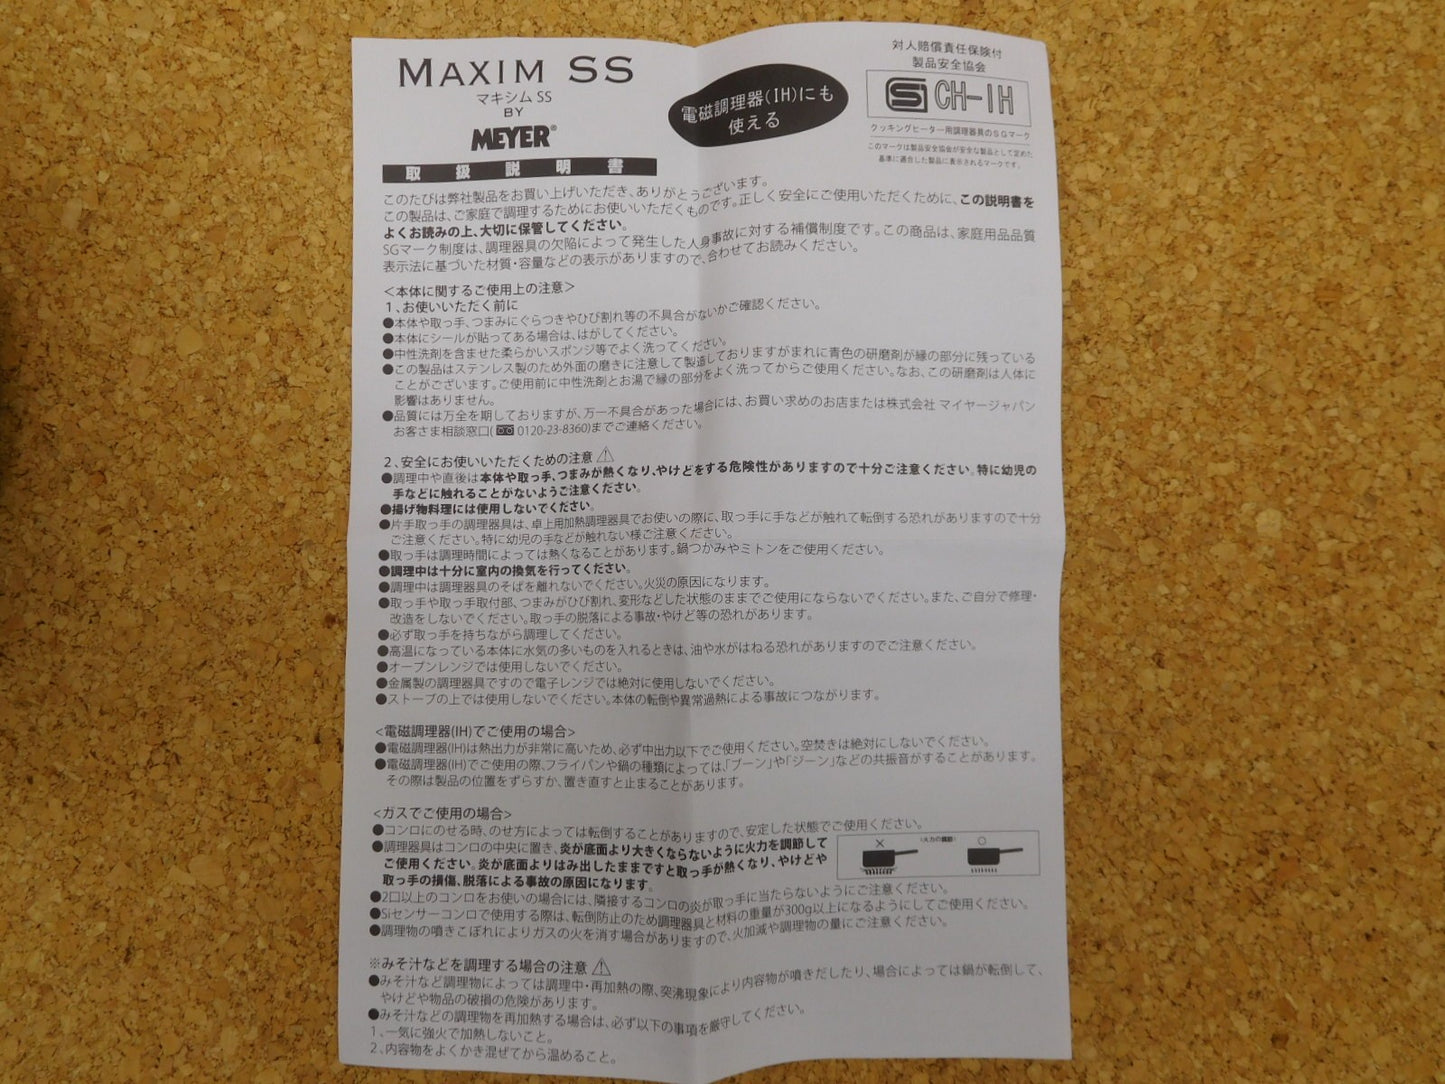 MAXIM SS
マキシム SS
BY
MEYER®
取扱説明書
電磁調理器(IH)にも
使える
対人賠償責任保険付
製品安全協会
SG CH-IH
クッキングヒーター用調理器具のSGマーク
このマークは製品安全協会が安全な製品として定めた
基準に適合した製品に表示されるマークです。
このたびは弊社製品をお買い上げいただき、ありがとうございます。
この製品は、ご家庭で調理するためにお使いいただくものです。正しく安全にご使用いただくために、この説明書を
よくお読みの上、大切に保管してください。
SGマーク制度は、調理器具の欠陥によって発生した人身事故に対する補償制度です。この商品は、家庭用品品質
表示法に基づいた材質・容量などの表示がありますので、合わせてお読みください。
＜本体に関するご使用上の注意＞
1、お使いいただく前に
●本体や取っ手、つまみにぐらつきやひび割れ等の不具合がないかご確認ください。
●本体にシールが貼ってある場合は、はがしてください。
●中性洗剤を含ませた柔らかいスポンジ等でよく洗ってください。
●この製品はステンレス製のため外面の磨きに注意して製造しておりますがまれに青色の研磨剤が縁の部分に残っている
ことがございます。ご使用前に中性洗剤とお湯で縁の部分をよく洗ってからご使用ください。なお、この研磨剤は人体に
影響はありません。
●品質には万全を期しておりますが、万一不具合があった場合には、お買い求めのお店または株式会社 マイヤージャパン
お客さま相談窓口( 0120-23-8360)までご連絡ください。
2、安全にお使いいただくための注意⚠
●調理中や直後は本体や取っ手、つまみが熱くなり、やけどをする危険性がありますので十分ご注意ください。特に幼児の
手などに触れることがないようご注意ください。
●揚げ物料理には使用しないでください。
●片手取っ手の調理器具は、卓上用加熱調理器具でお使いの際に、取っ手に手などが触れて転倒する恐れがありますので十分
ご注意ください。特に幼児の手などが触れない様ご注意ください。
●取っ手は調理時間によっては熱くなることがあります。鍋つかみやミトンをご使用ください。
●調理中は十分に室内の換気を行ってください。
●調理中は調理器具のそばを離れないでください。火災の原因になります。
●取っ手や取っ手取付部、つまみがひび割れ、変形などした状態のままでご使用にならないでください。また、ご自分で修理・
改造をしないでください。取っ手の脱落による事故・やけど等の恐れがあります。
●必ず取っ手を持ちながら調理してください。
●高温になっている本体に水気の多いものを入れるときは、油や水がはねる恐れがありますのでご注意ください。
●オーブンレンジでは使用しないでください。
●金属製の調理器具ですので電子レンジでは絶対に使用しないでください。
●ストーブの上では使用しないでください。本体の転倒や異常過熱による事故につながります。
<電磁調理器(IH)でご使用の場合>
●電磁調理器(IH)は熱出力が非常に高いため、必ず中出力以下でご使用ください。空焚きは絶対にしないでください。
●電磁調理器(IH)でご使用の際、フライパンや鍋の種類によっては、「ブーン」や「ジーン」などの共振音がすることがあります。
その際は製品の位置をずらすか、置き直すと止まることがあります。
<ガスでご使用の場合>
●コンロにのせる時、のせ方によっては転倒することがありますので、安定した状態でご使用ください。
●調理器具はコンロの中央に置き、炎が底面より大きくならないように火力を調節して
ご使用ください。炎が底面よりはみ出したままですと取っ手が熱くなり、やけどや
取っ手の損傷、脱落による事故の原因になります。
× 〈火力の調節〉 ○
●2口以上のコンロをお使いの場合には、隣接するコンロの炎が取っ手に当たらないようにご注意ください。
●Siセンサーコンロで使用する際は、転倒防止のため調理器具と材料の重量が300g以上になるようにしてご使用ください。
●調理物の噴きこぼれによりガスの火を消す場合がありますので、火加減や調理物の量にご注意ください。
※みそ汁などを調理する場合の注意⚠
●みそ汁など調理物によっては調理中・再加熱の際、突沸現象により内容物が噴きだしたり、場合によっては鍋が転倒して、
やけどや物品の破損の危険があります。
●みそ汁などの調理物を再加熱する場合は、必ず以下の事項を厳守してください。
1、一気に強火で加熱しないこと。
2、内容物をよくかき混ぜてから温めること。